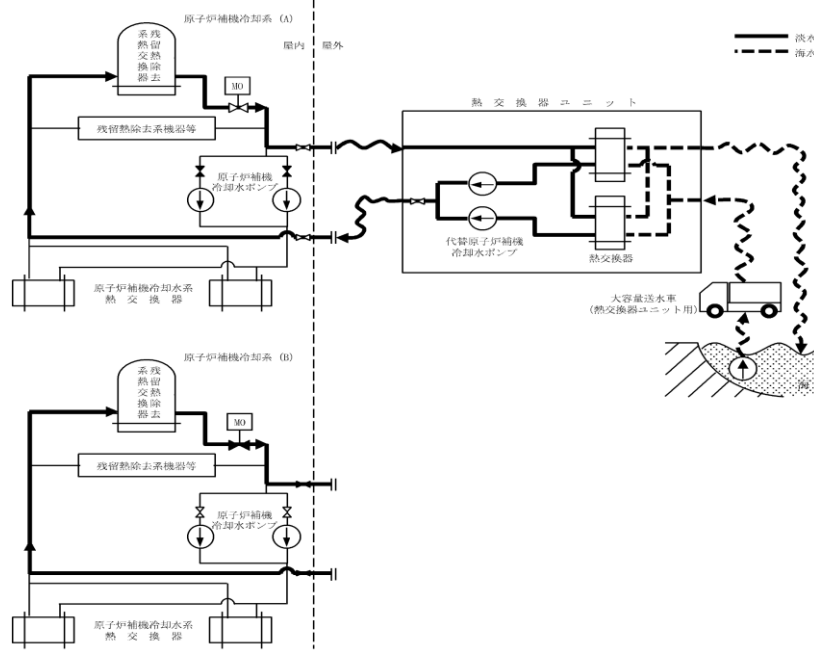 原子炉補機冷却系 (A)
屋内
屋外
残留熱除去系熱交換器
MO
残留熱除去系機器等
原子炉補機
冷却水ポンプ
原子炉補機冷却水系
熱交換器
淡水
海水
熱交換器ユニット
代替原子炉補機
冷却水ポンプ
熱交換器
大容量送水車
(熱交換器ユニット用)
海
原子炉補機冷却系 (B)
残留熱除去系熱交換器
MO
残留熱除去系機器等
原子炉補機
冷却水ポンプ
原子炉補機冷却水系
熱交換器